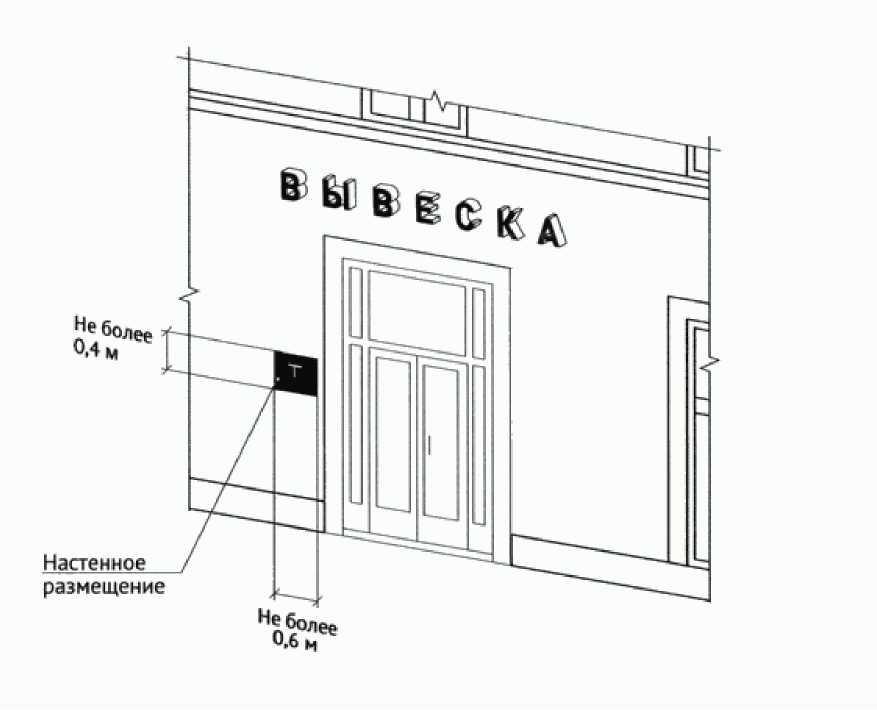 ВЫВЕСКА
Не более
0,4 м
Т
Настенное
размещение
Не более
0,6 м